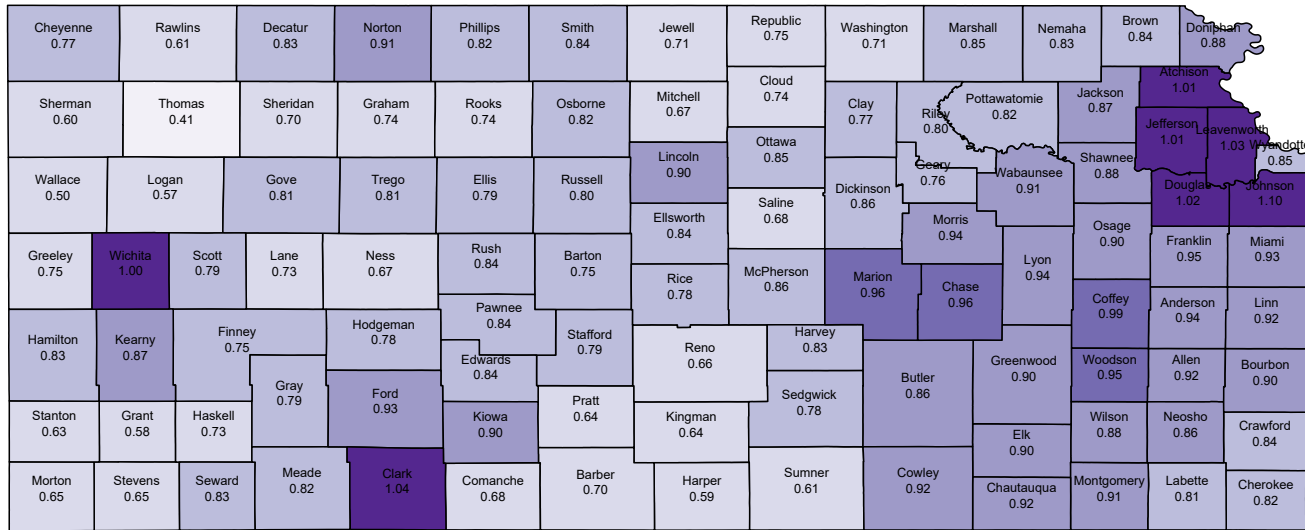 Cheyenne
0.77
Rawlins
0.61
Decatur
0.83
Norton
0.91
Phillips
0.82
Smith
0.84
Jewell
0.71
Republic
0.75
Washington
0.71
Marshall
0.85
Nemaha
0.83
Brown
0.84
Doniphan
0.88
Sherman
0.60
Thomas
0.41
Sheridan
0.70
Graham
0.74
Rooks
0.74
Osborne
0.82
Mitchell
0.67
Cloud
0.74
Clay
0.77
Riley
0.80
Pottawatomie
0.82
Jackson
0.87
Atchison
1.01
Jefferson
1.01
Leavenworth
1.03
Wyandotte
0.85
Wallace
0.50
Logan
0.57
Gove
0.81
Trego
0.81
Ellis
0.79
Russell
0.80
Lincoln
0.90
Ottawa
0.85
Saline
0.68
Dickinson
0.86
Geary
0.76
Wabaunsee
0.91
Shawnee
0.88
Douglas
1.02
Johnson
1.10
Ellsworth
0.84
Morris
0.94
Osage
0.90
Greeley
0.75
Wichita
1.00
Scott
0.79
Lane
0.73
Ness
0.67
Rush
0.84
Barton
0.75
Rice
0.78
McPherson
0.86
Marion
0.96
Chase
0.96
Lyon
0.94
Franklin
0.95
Miami
0.93
Hamilton
0.83
Kearny
0.87
Finney
0.75
Hodgeman
0.78
Pawnee
0.84
Stafford
0.79
Edwards
0.84
Reno
0.66
Harvey
0.83
Coffey
0.99
Anderson
0.94
Linn
0.92
Gray
0.79
Ford
0.93
Kiowa
0.90
Pratt
0.64
Kingman
0.64
Sedgwick
0.78
Butler
0.86
Greenwood
0.90
Woodson
0.95
Allen
0.92
Bourbon
0.90
Stanton
0.63
Grant
0.58
Haskell
0.73
Elk
0.90
Wilson
0.88
Neosho
0.86
Crawford
0.84
Morton
0.65
Stevens
0.65
Seward
0.83
Meade
0.82
Clark
1.04
Comanche
0.68
Barber
0.70
Harper
0.59
Sumner
0.61
Cowley
0.92
Chautauqua
0.92
Montgomery
0.91
Labette
0.81
Cherokee
0.82